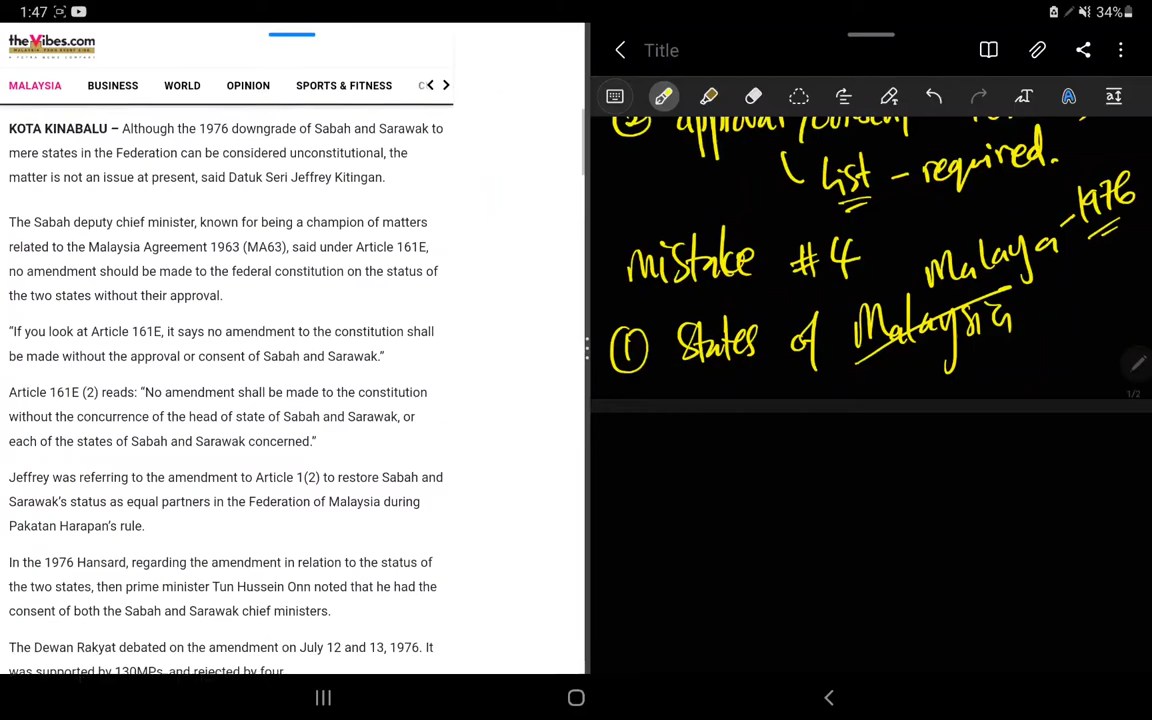 1:47
34%
theVibes.com
MALAYSIA BUSINESS WORLD OPINION SPORTS & FITNESS
KOTA KINABALU – Although the 1976 downgrade of Sabah and Sarawak to
mere states in the Federation can be considered unconstitutional, the
matter is not an issue at present, said Datuk Seri Jeffrey Kitingan.
The Sabah deputy chief minister, known for being a champion of matters
related to the Malaysia Agreement 1963 (MA63), said under Article 161E,
no amendment should be made to the federal constitution on the status of
the two states without their approval.
“If you look at Article 161E, it says no amendment to the constitution shall
be made without the approval or consent of Sabah and Sarawak.”
Article 161E (2) reads: “No amendment shall be made to the constitution
without the concurrence of the head of state of Sabah and Sarawak, or
each of the states of Sabah and Sarawak concerned.”
Jeffrey was referring to the amendment to Article 1(2) to restore Sabah and
Sarawak’s status as equal partners in the Federation of Malaysia during
Pakatan Harapan’s rule.
In the 1976 Hansard, regarding the amendment in relation to the status of
the two states, then prime minister Tun Hussein Onn noted that he had the
consent of both the Sabah and Sarawak chief ministers.
The Dewan Rakyat debated on the amendment on July 12 and 13, 1976. It
was supported by 130MPs, and rejected by four
Title
approval/consent
list - required.
mistake #4
Malaya - 1976
① States of Malaysia
1/2